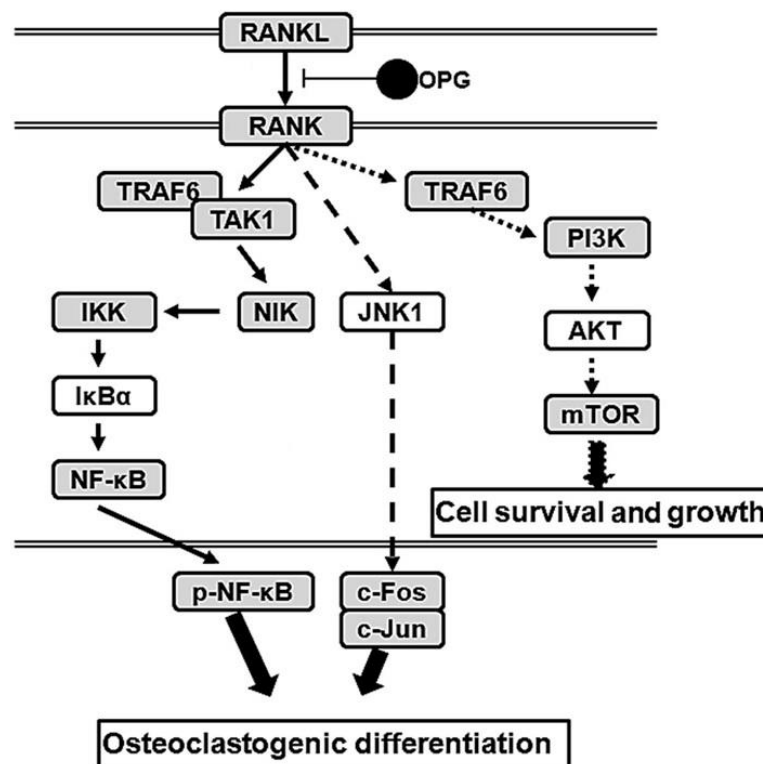 RANKL
OPG
RANK
TRAF6
TAK1
TRAF6
PI3K
IKK
NIK
JNK1
AKT
IκBα
mTOR
NF-κB
Cell survival and growth
p-NF-κB
c-Fos
c-Jun
Osteoclastogenic differentiation